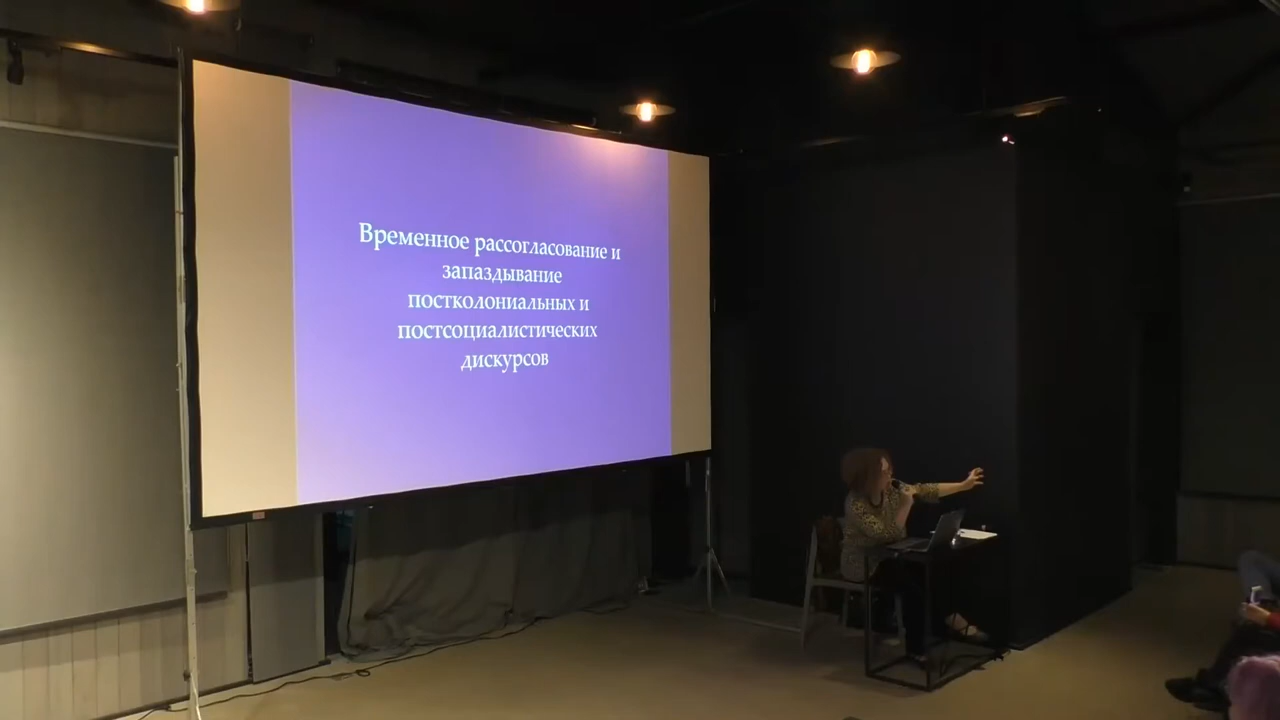 Временное рассогласование и
запаздывание
постколониальных и
постсоциалистических
дискурсов